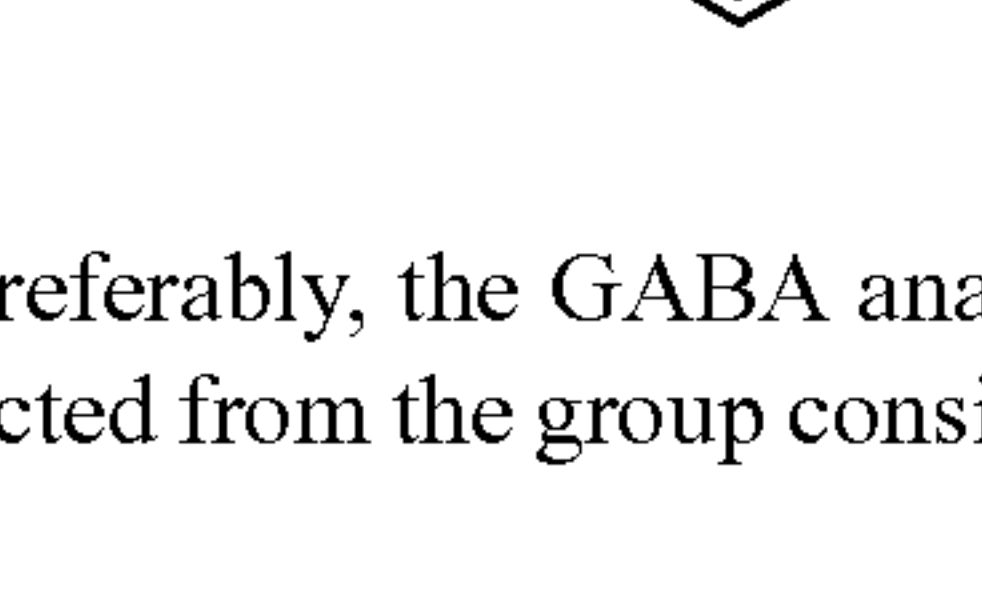 referably, the GABA ana
cted from the group consi